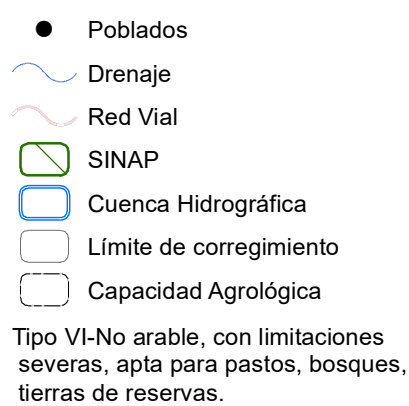 Poblados
Drenaje
Red Vial
SINAP
Cuenca Hidrográfica
Límite de corregimiento
Capacidad Agrológica
Tipo VI-No arable, con limitaciones
severas, apta para pastos, bosques,
tierras de reservas.